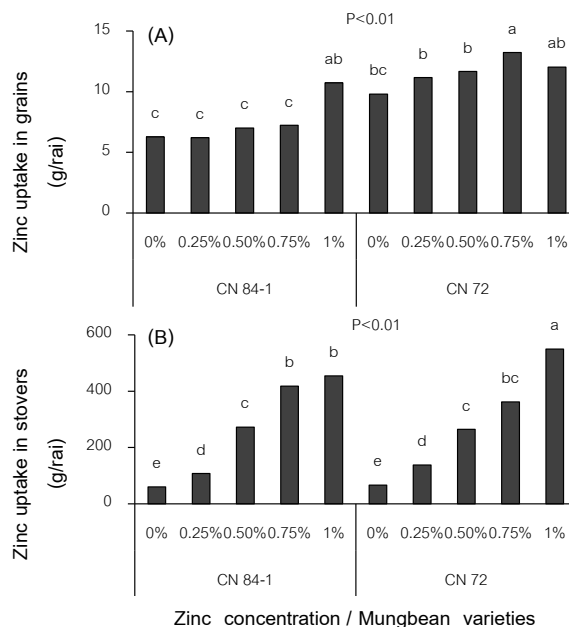 (A)
P<0.01
Zinc uptake in grains
(g/rai)
15
10
5
0
c c c c ab bc b b a ab
0% 0.25% 0.50% 0.75% 1% 0% 0.25% 0.50% 0.75% 1%
CN 84-1 CN 72
(B)
P<0.01
Zinc uptake in stovers
(g/rai)
600
400
200
0
e d c b b e d c bc a
0% 0.25% 0.50% 0.75% 1% 0% 0.25% 0.50% 0.75% 1%
CN 84-1 CN 72
Zinc concentration / Mungbean varieties